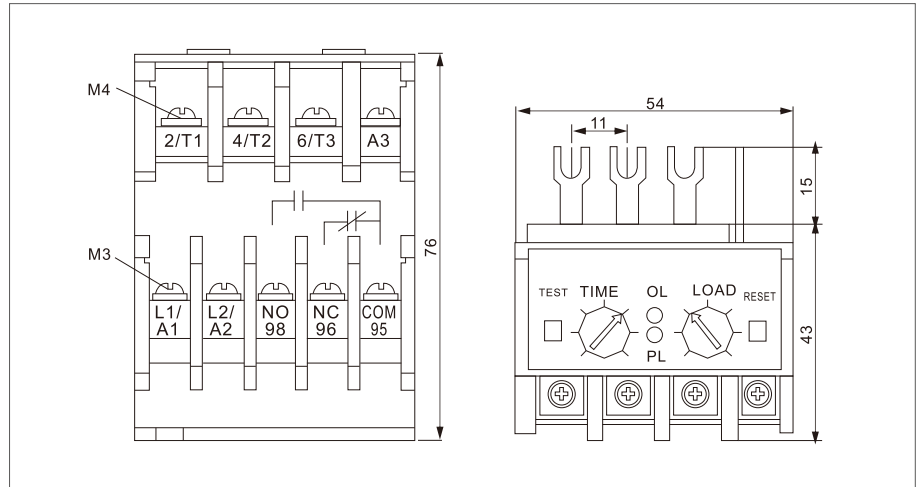 M4
2/T1 4/T2 6/T3 A3
M3
L1/ L2/ NO NC COM
A1 A2 98 96 95
76
54
11
15
43
TEST TIME OL LOAD RESET
PL